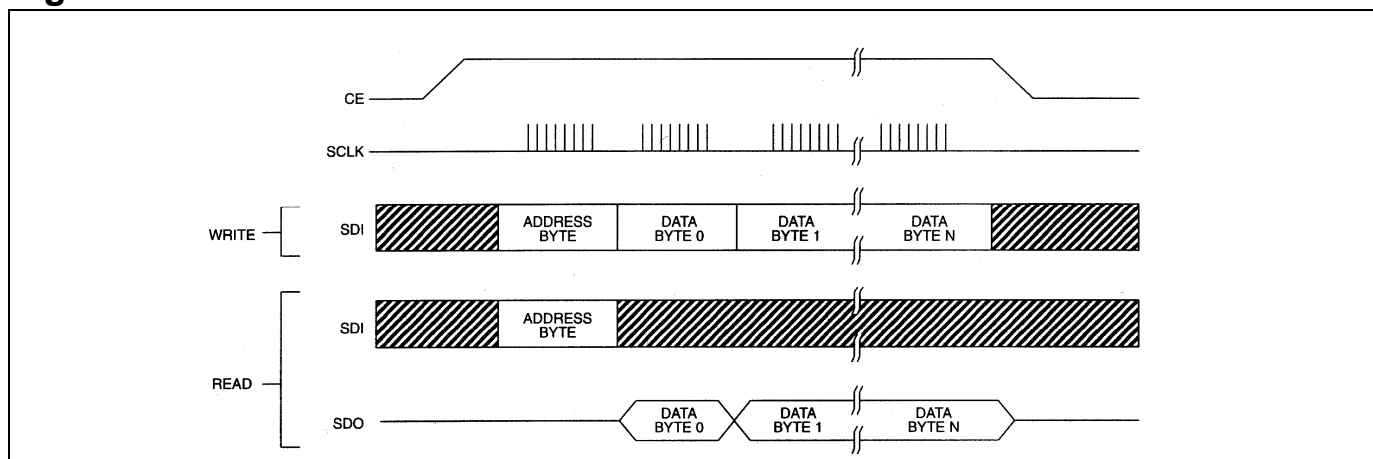 CE
SCLK
WRITE
SDI
ADDRESS
BYTE
DATA
BYTE 0
DATA
BYTE 1
DATA
BYTE N
READ
SDI
ADDRESS
BYTE
SDO
DATA
BYTE 0
DATA
BYTE 1
DATA
BYTE N